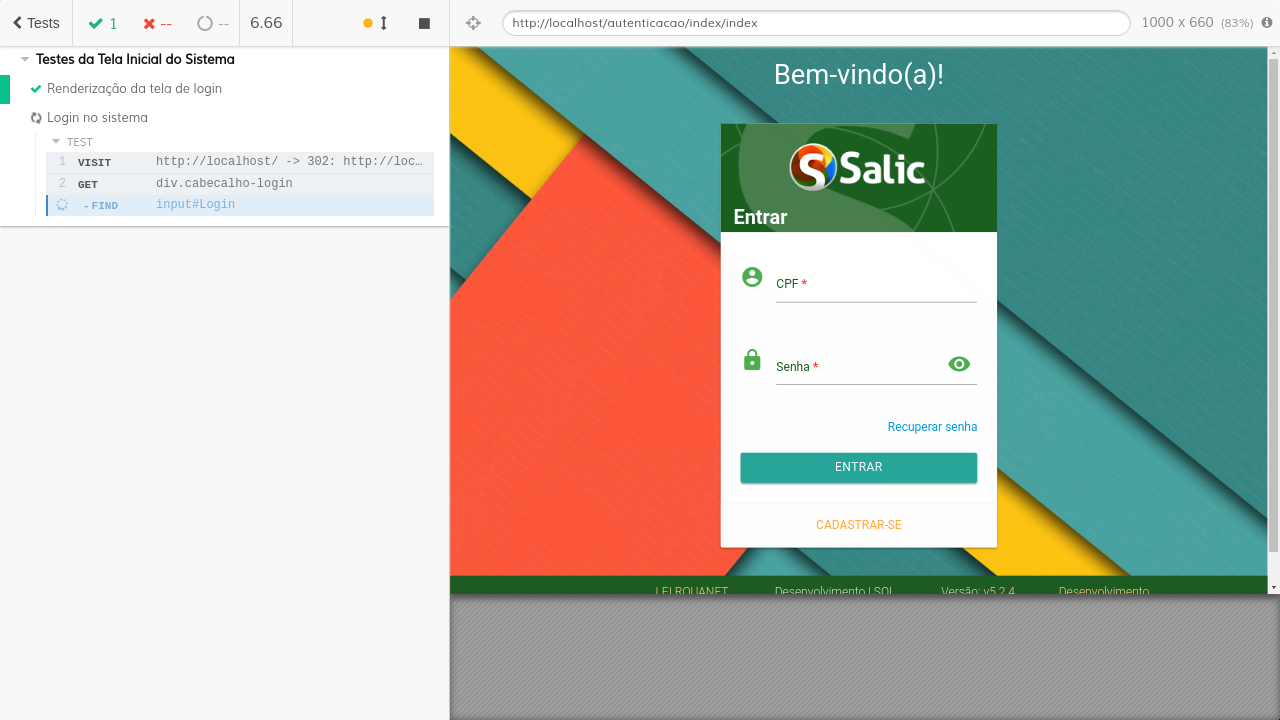 Tests
1
--
--
6.66
http://localhost/autenticacao/index/index
1000 x 660 (83%)
Testes da Tela Inicial do Sistema
Renderização da tela de login
Login no sistema
TEST
1 VISIT http://localhost/ -> 302: http://loc…
2 GET div.cabecalho-login
- FIND input#Login
Bem-vindo(a)!
Salic
Entrar
CPF *
Senha *
Recuperar senha
ENTRAR
CADASTRAR-SE
LEI ROUANET Desenvolvimento Versão: v5.2.4 Desenvolvimento